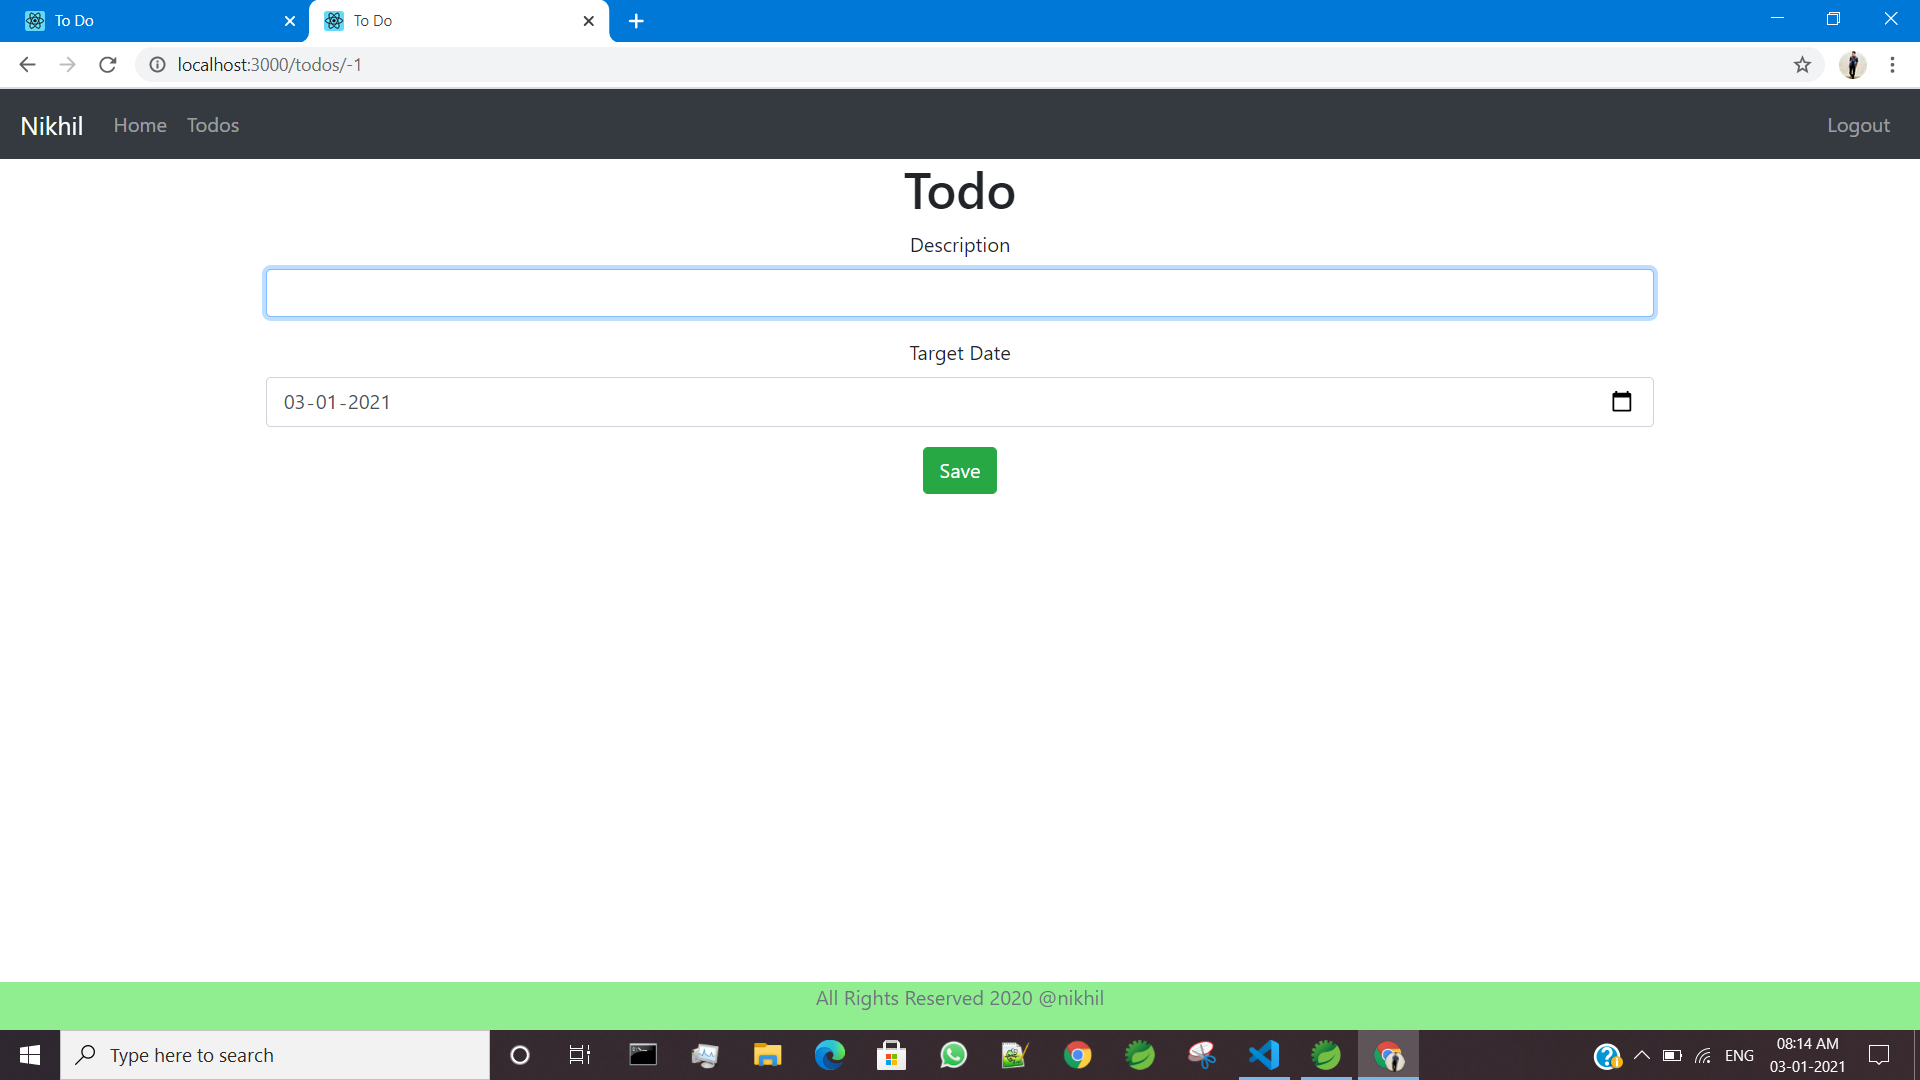 To Do
To Do
localhost:3000/todos/-1
Nikhil Home Todos Logout
Todo
Description
Target Date
03-01-2021
Save
All Rights Reserved 2020 @nikhil
Type here to search
ENG
08:14 AM
03-01-2021